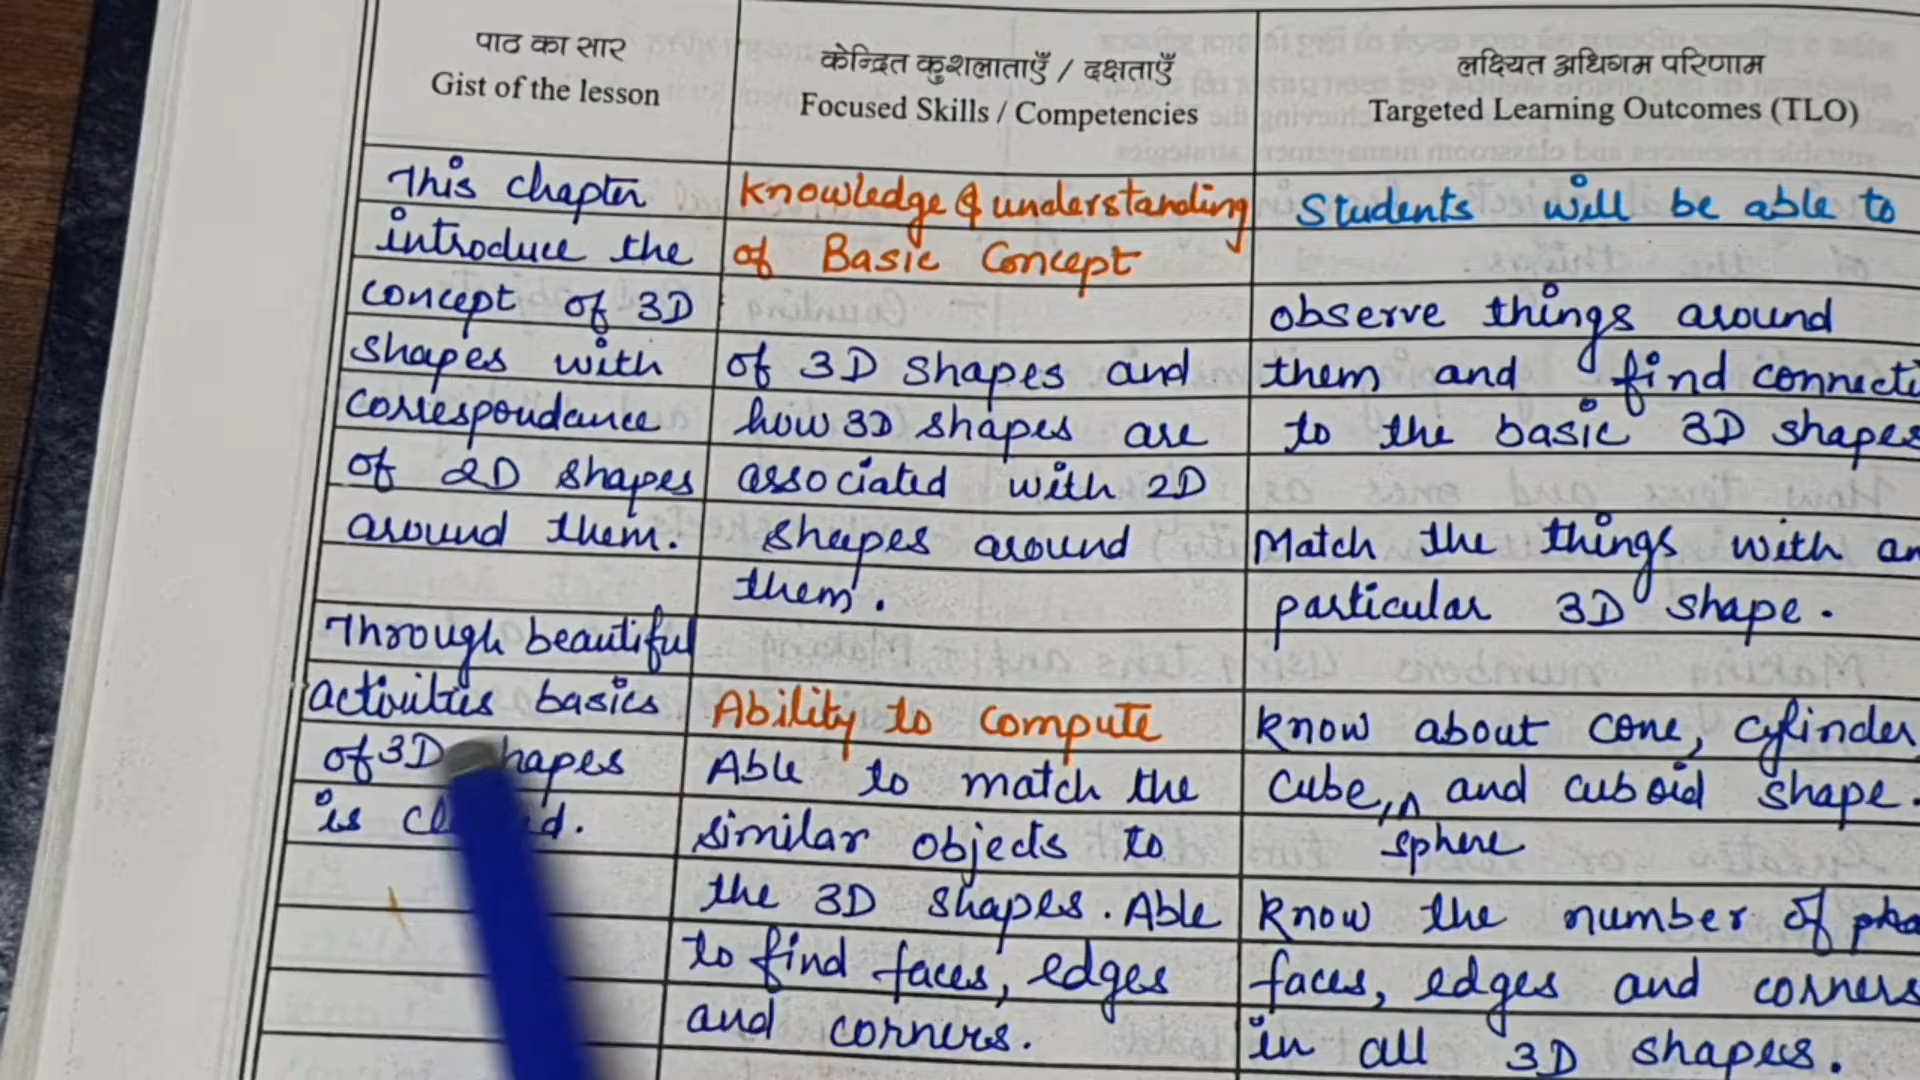 पाठ का सार
Gist of the lesson
This chapter
introduce the
concept of 3D
shapes with
correspondance
of 2D shapes
around them.
Through beautiful
activities basics
of 3D shapes
is
केन्द्रित कुशलाताएँ / दक्षताएँ
Focused Skills / Competencies
Knowledge & understanding
of Basic Concept
of 3D shapes and
how 3D shapes are
associated with 2D
shapes around
them.
Ability to compute
Able to match the
similar objects to
the 3D shapes. Able
to find faces, edges
and corners.
लक्ष्यित अधिगम परिणाम
Targeted Learning Outcomes (TLO)
Students will be able to
observe things around
them and find
to the basic 3D shapes
Match the things with
particular 3D shape.
Know about cone, cylinder,
cube, ^ and cuboid shape.
sphere
Know the number of
faces, edges and corners
in all 3D shapes.